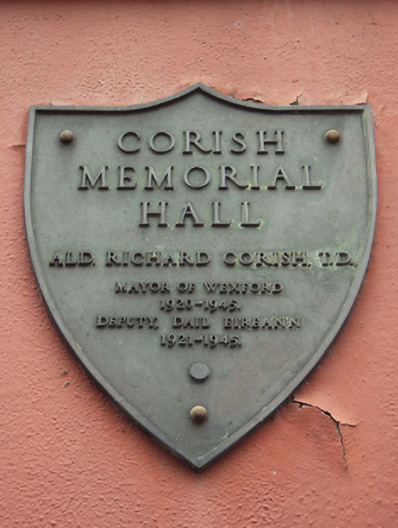 CORISH
MEMORIAL
HALL
ALD. RICHARD CORISH, T.D.
MAYOR OF WEXFORD
1920-1945.
DEPUTY, DAIL EIREANN
1921-1945.